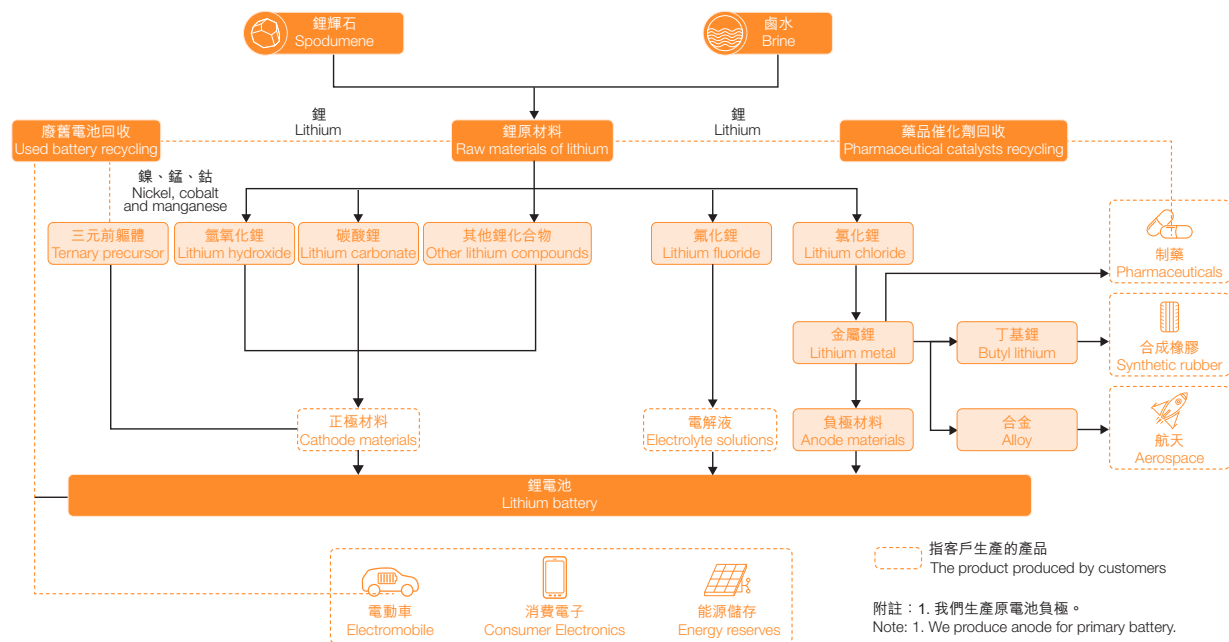 鋰輝石
Spodumene
鹵水
Brine
鋰
Lithium
鋰
Lithium
廢舊電池回收
Used battery recycling
鋰原材料
Raw materials of lithium
藥品催化劑回收
Pharmaceutical catalysts recycling
鎳、錳、鈷
Nickel, cobalt
and manganese
三元前軀體
Ternary precursor
氫氧化鋰
Lithium hydroxide
碳酸鋰
Lithium carbonate
其他鋰化合物
Other lithium compounds
氟化鋰
Lithium fluoride
氯化鋰
Lithium chloride
制藥
Pharmaceuticals
金屬鋰
Lithium metal
丁基鋰
Butyl lithium
合成橡膠
Synthetic rubber
正極材料
Cathode materials
電解液
Electrolyte solutions
負極材料
Anode materials
合金
Alloy
航天
Aerospace
鋰電池
Lithium battery
電動車
Electromobile
消費電子
Consumer Electronics
能源儲存
Energy reserves
指客戶生產的產品
The product produced by customers
附註：1. 我們生產原電池負極。
Note: 1. We produce anode for primary battery.